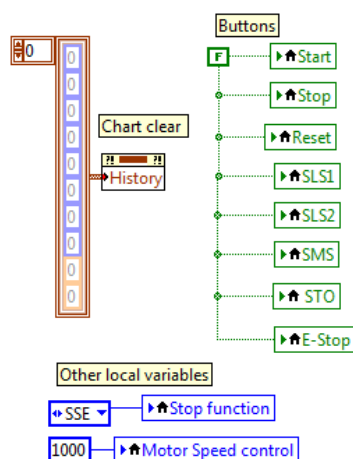 Buttons
0
F
Start
0
Stop
0
Chart clear
Reset
0
?! ?!
History
0
SLS1
0
SLS2
0
0
SMS
0
STO
0
0
E-Stop
Other local variables
SSE
Stop function
1000
Motor Speed control